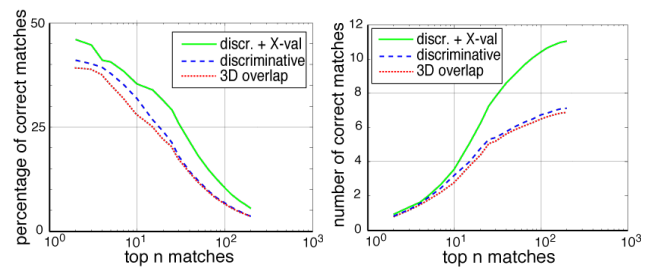 percentage of correct matches
50
25
0
discr. + X-val
discriminative
3D overlap
10^0
10^1
10^2
10^3
top n matches
number of correct matches
12
10
8
6
4
2
0
discr. + X-val
discriminative
3D overlap
10^0
10^1
10^2
10^3
top n matches